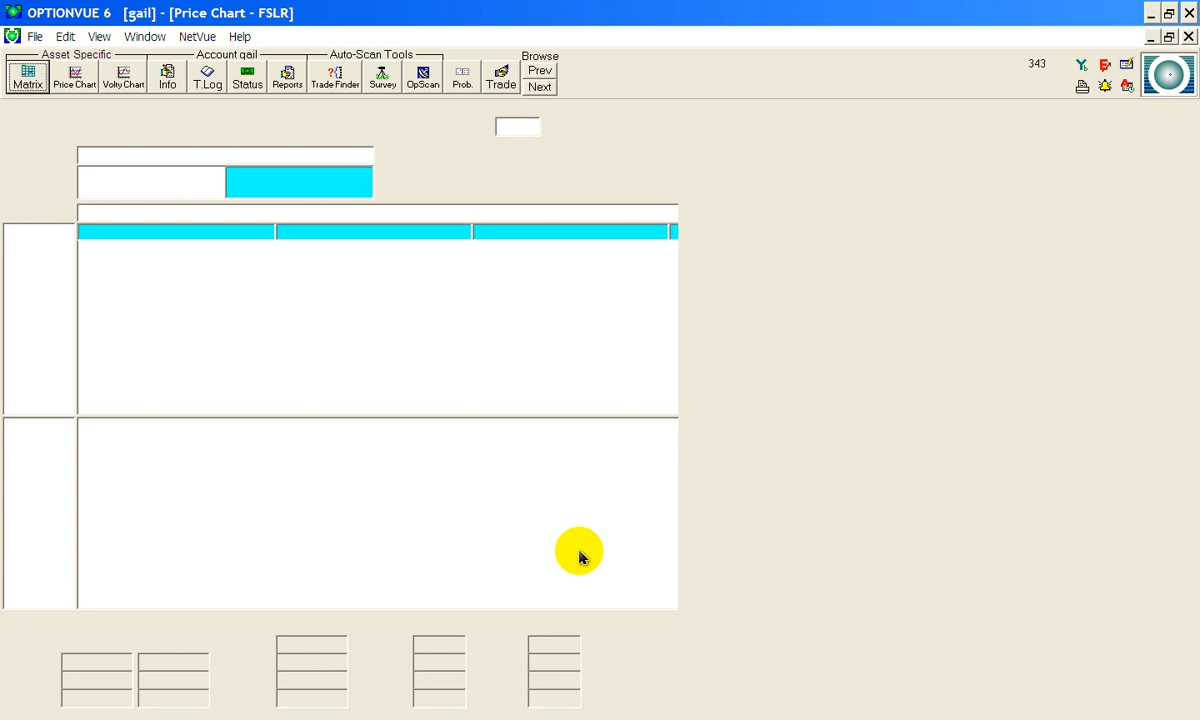 OPTIONVUE 6   [gail] - [Price Chart - FSLR]
File Edit View Window NetVue Help
Asset Specific Account gail Auto-Scan Tools Browse
Matrix Price Chart Volty Chart Info T.Log Status Reports Trade Finder Survey OpScan Prob. Trade Prev
Next
343